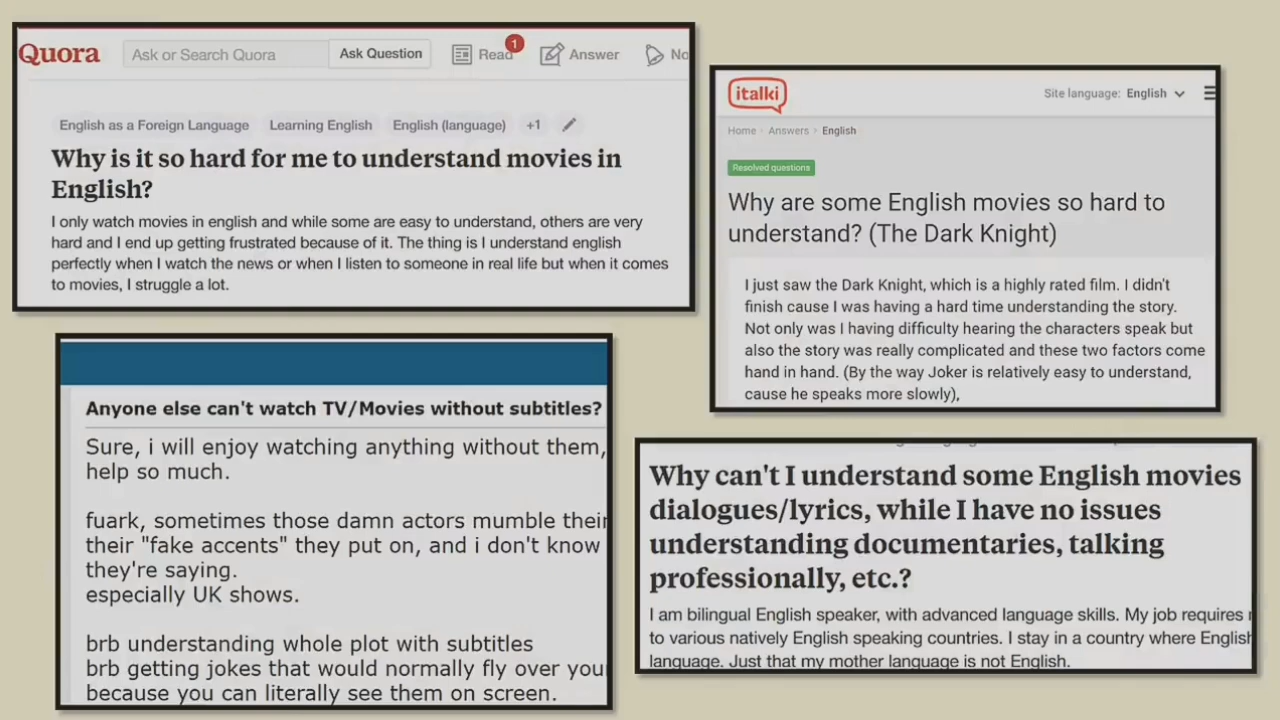 Quora
Ask or Search Quora
Ask Question
Read
1
Answer
No
English as a Foreign Language
Learning English
English (language)
+1
Why is it so hard for me to understand movies in
English?
I only watch movies in english and while some are easy to understand, others are very
hard and I end up getting frustrated because of it. The thing is I understand english
perfectly when I watch the news or when I listen to someone in real life but when it comes
to movies, I struggle a lot.
italki
Site language: English
Home Answers English
Resolved questions
Why are some English movies so hard to
understand? (The Dark Knight)
I just saw the Dark Knight, which is a highly rated film. I didn't
finish cause I was having a hard time understanding the story.
Not only was I having difficulty hearing the characters speak but
also the story was really complicated and these two factors come
hand in hand. (By the way Joker is relatively easy to understand,
cause he speaks more slowly),
Anyone else can't watch TV/Movies without subtitles?
Sure, i will enjoy watching anything without them,
help so much.
fuark, sometimes those damn actors mumble their
their "fake accents" they put on, and i don't know
they're saying.
especially UK shows.
brb understanding whole plot with subtitles
brb getting jokes that would normally fly over you
because you can literally see them on screen.
Why can't I understand some English movies
dialogues/lyrics, while I have no issues
understanding documentaries, talking
professionally, etc.?
I am bilingual English speaker, with advanced language skills. My job requires
to various natively English speaking countries. I stay in a country where English
language. Just that my mother language is not English.